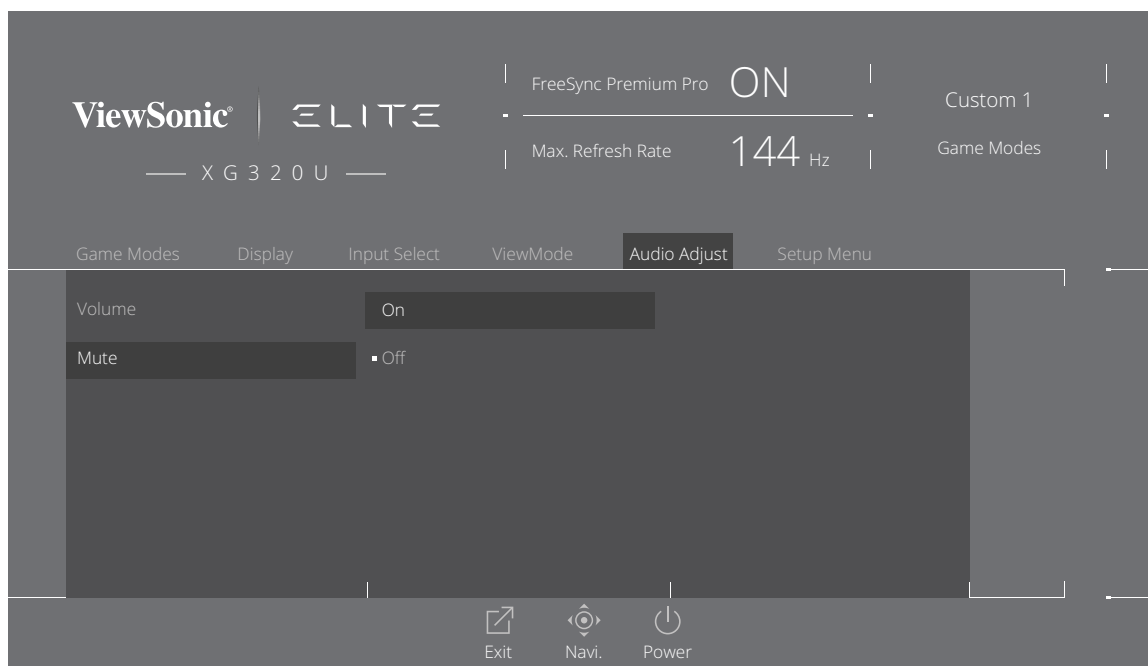 ViewSonic® ELITE
XG320U
FreeSync Premium Pro ON
Max. Refresh Rate 144 Hz
Custom 1
Game Modes
Game Modes Display Input Select ViewMode Audio Adjust Setup Menu
Volume On
Mute Off
Exit Navi. Power